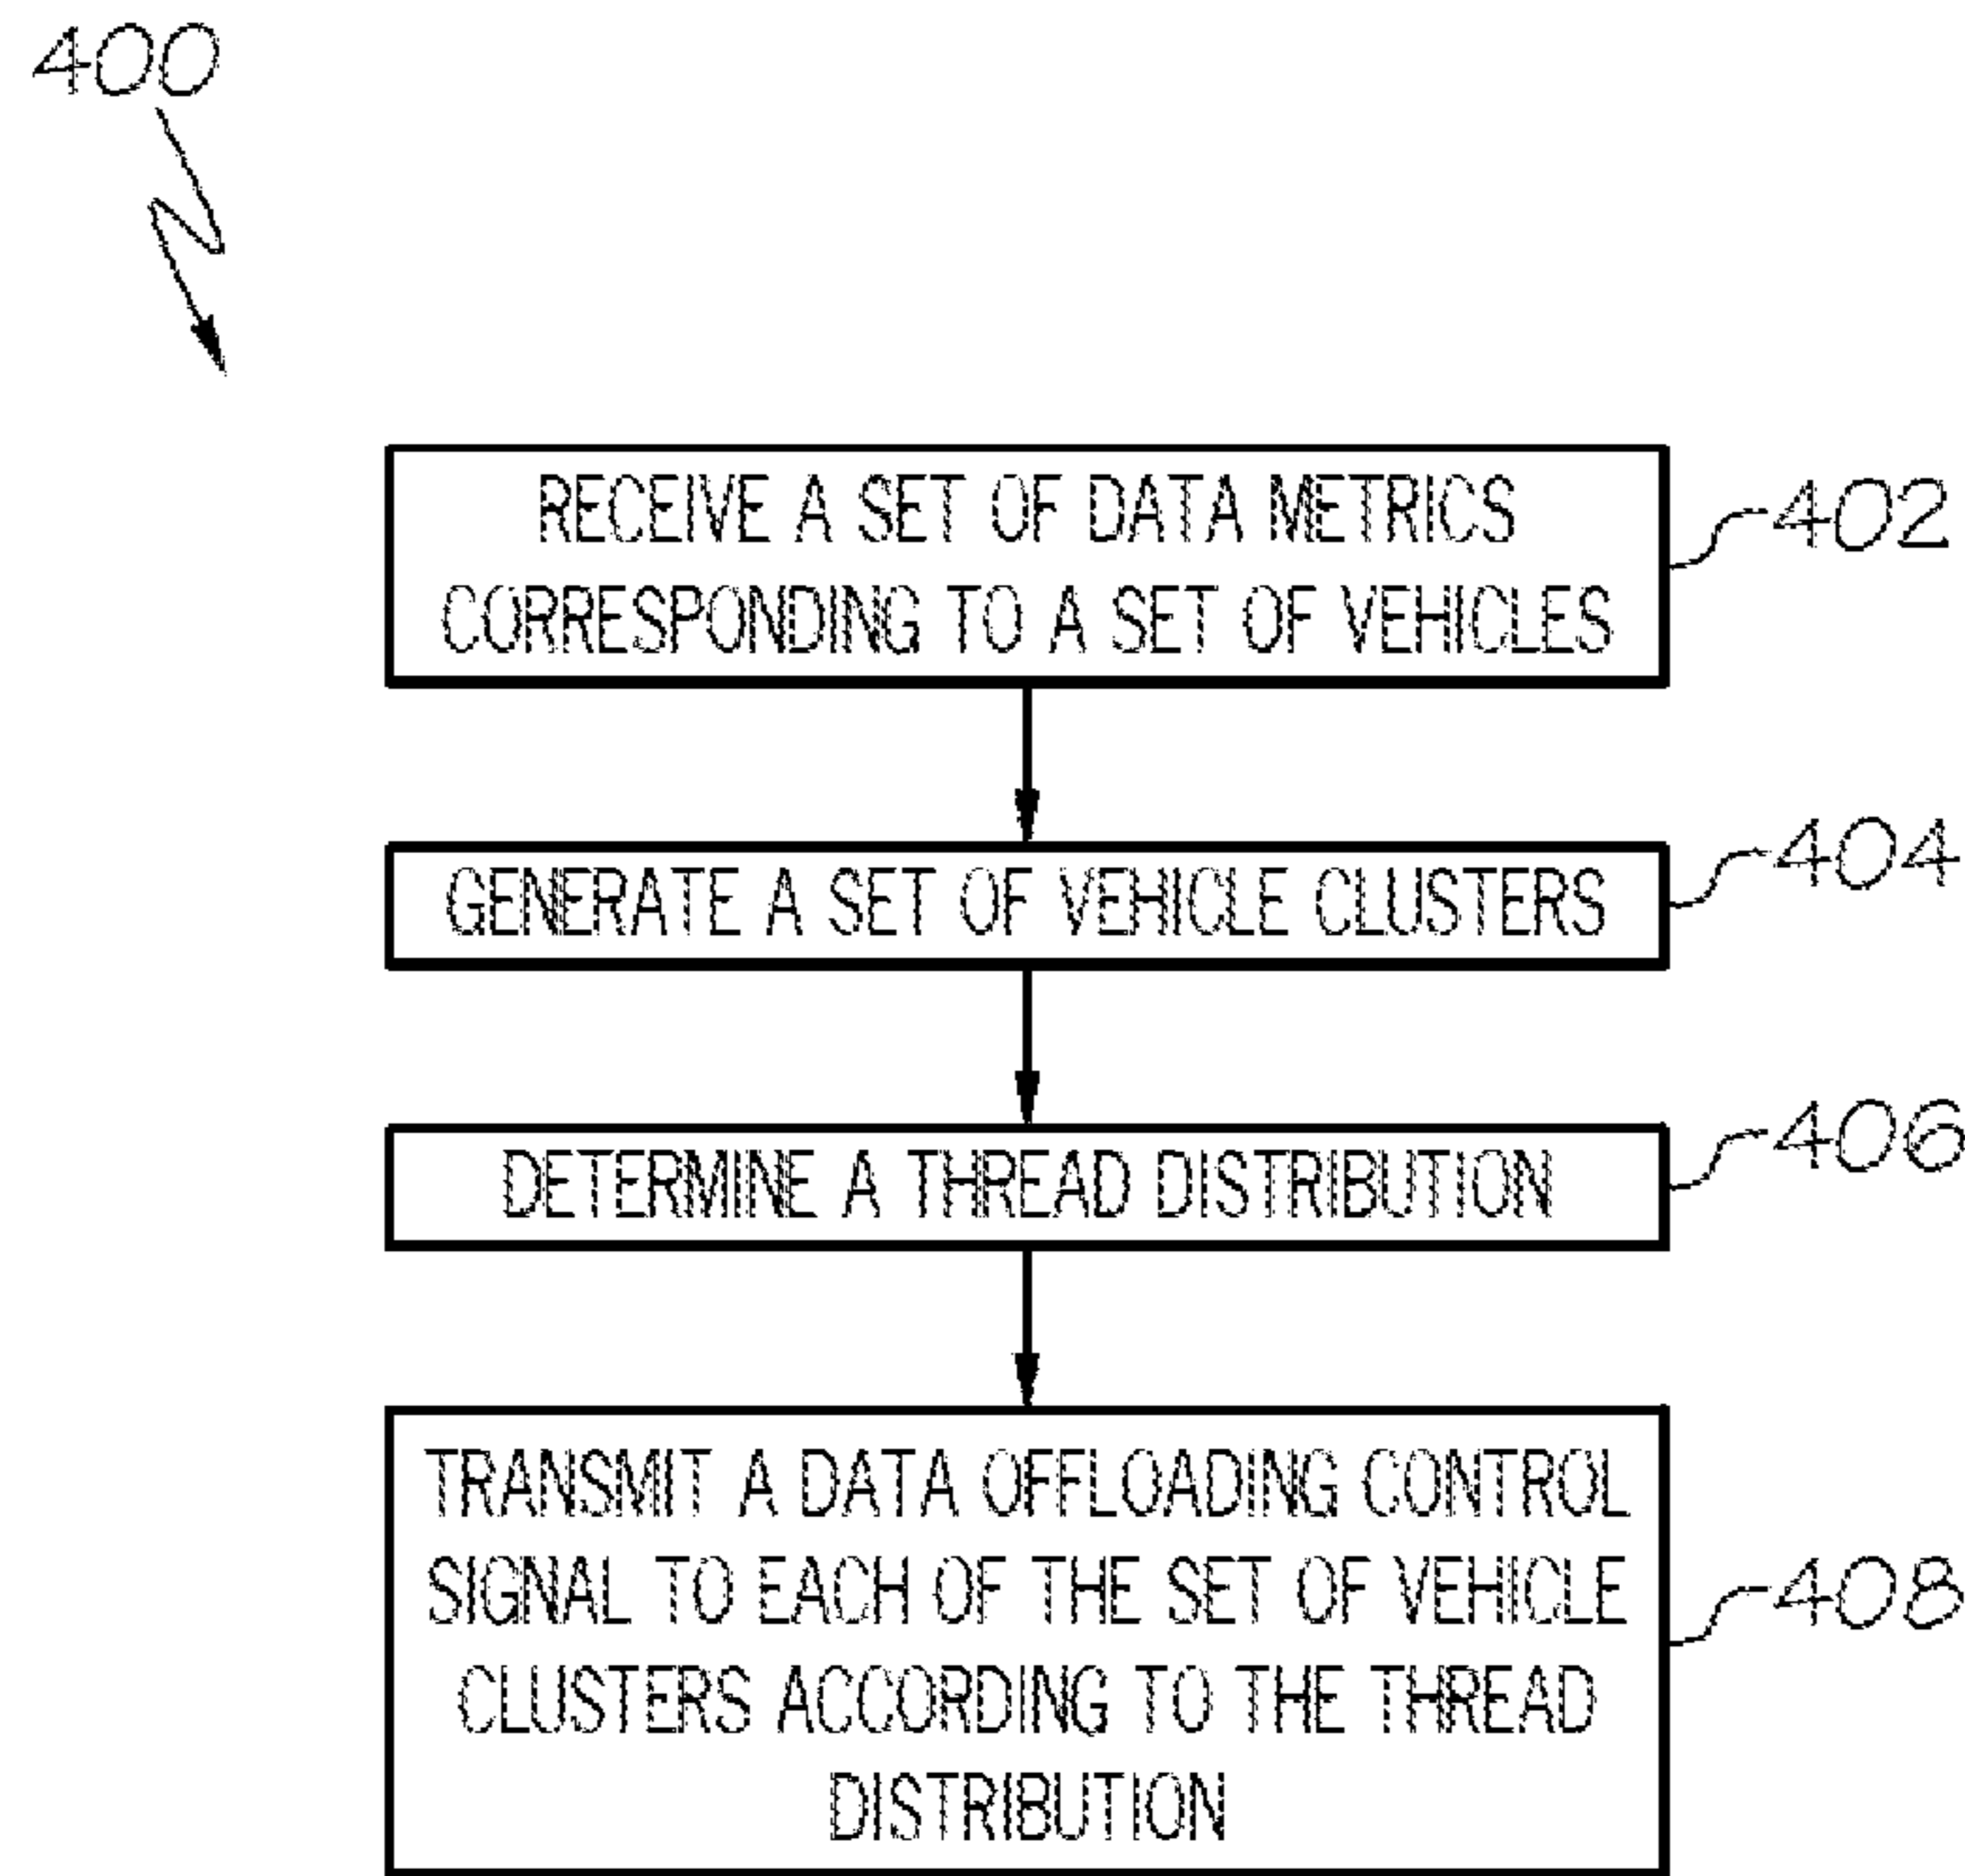 400
RECEIVE A SET OF DATA METRICS
CORRESPONDING TO A SET OF VEHICLES
402
GENERATE A SET OF VEHICLE CLUSTERS
404
DETERMINE A THREAD DISTRIBUTION
406
TRANSMIT A DATA OFFLOADING CONTROL
SIGNAL TO EACH OF THE SET OF VEHICLE
CLUSTERS ACCORDING TO THE THREAD
DISTRIBUTION
408